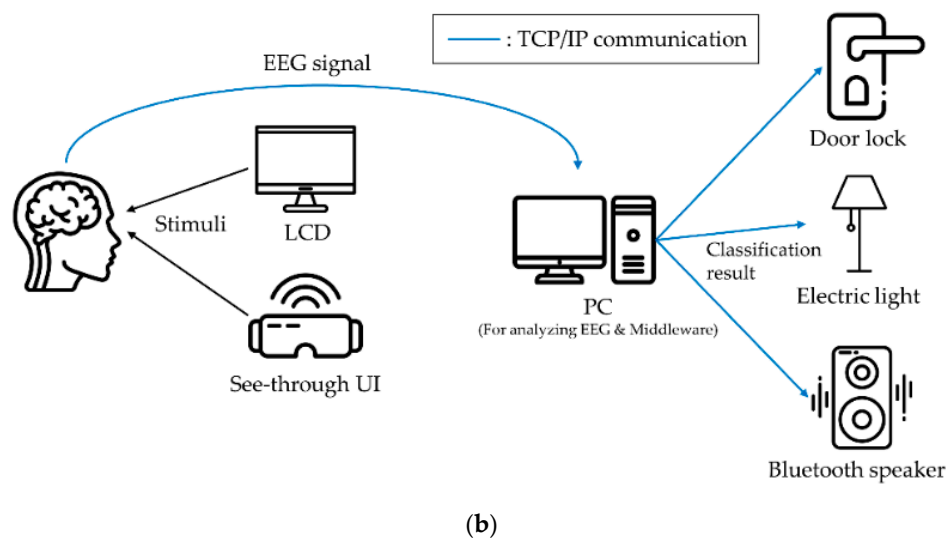 : TCP/IP communication
EEG signal
Door lock
Stimuli
LCD
Classification
result
Electric light
PC
(For analyzing EEG & Middleware)
See-through UI
Bluetooth speaker
(b)